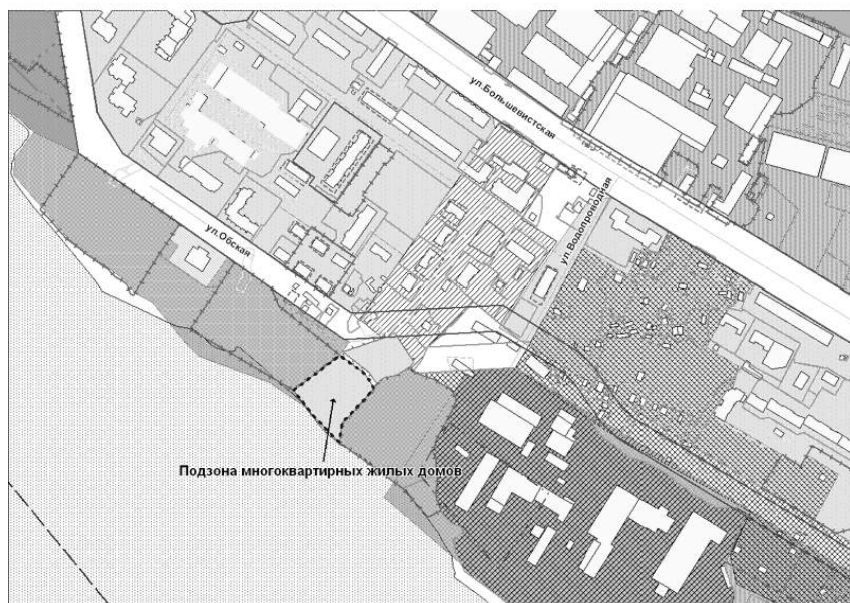 ул.Большевистская
ул.Водопроводная
ул.Обская
Подзона многоквартирных жилых домов